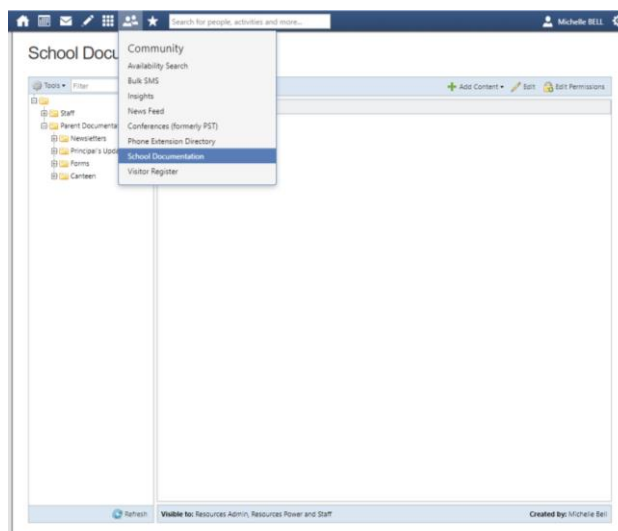 Search for people, activities and more...
Michelle BELL
School Docu
Community
Availability Search
Bulk SMS
Insights
News Feed
Conferences (formerly PST)
Phone Extension Directory
School Documentation
Visitor Register
Tools
Filter
Add Content
Edit
Edit Permissions
Staff
Parent Documenta
Newsletters
Principal's Upda
Forms
Canteen
Refresh
Visible to: Resources Admin, Resources Power and Staff
Created by: Michelle Bell